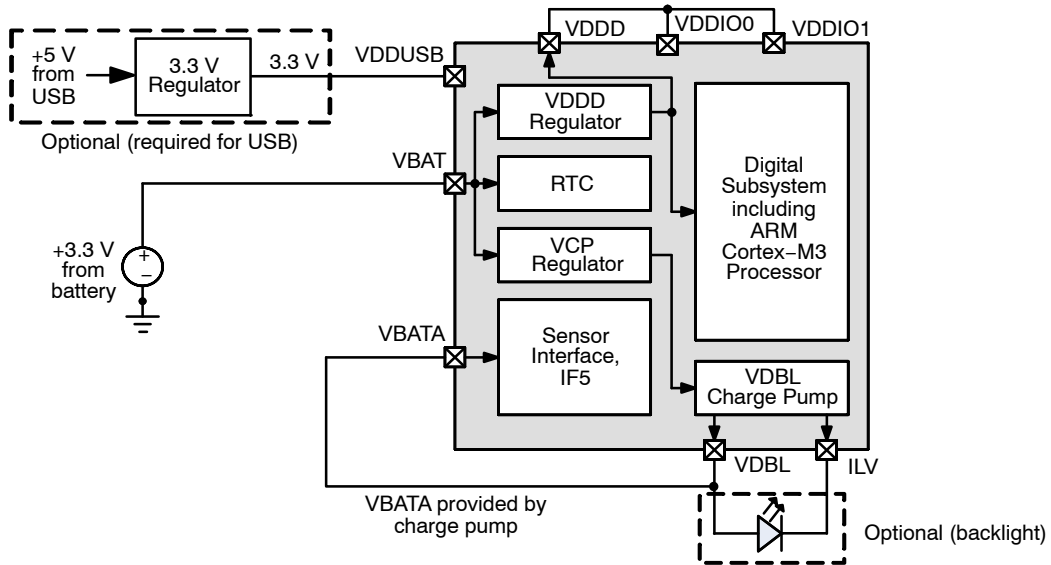 VDDD
VDDIO0
VDDIO1
+5 V
from
USB
3.3 V
Regulator
3.3 V
VDDUSB
Optional (required for USB)
VDDD
Regulator
VBAT
RTC
Digital
Subsystem
including
ARM
Cortex−M3
Processor
VCP
Regulator
+3.3 V
from
battery
+
−
VBATA
Sensor
Interface,
IF5
VDBL
Charge Pump
VDBL
ILV
VBATA provided by
charge pump
Optional (backlight)